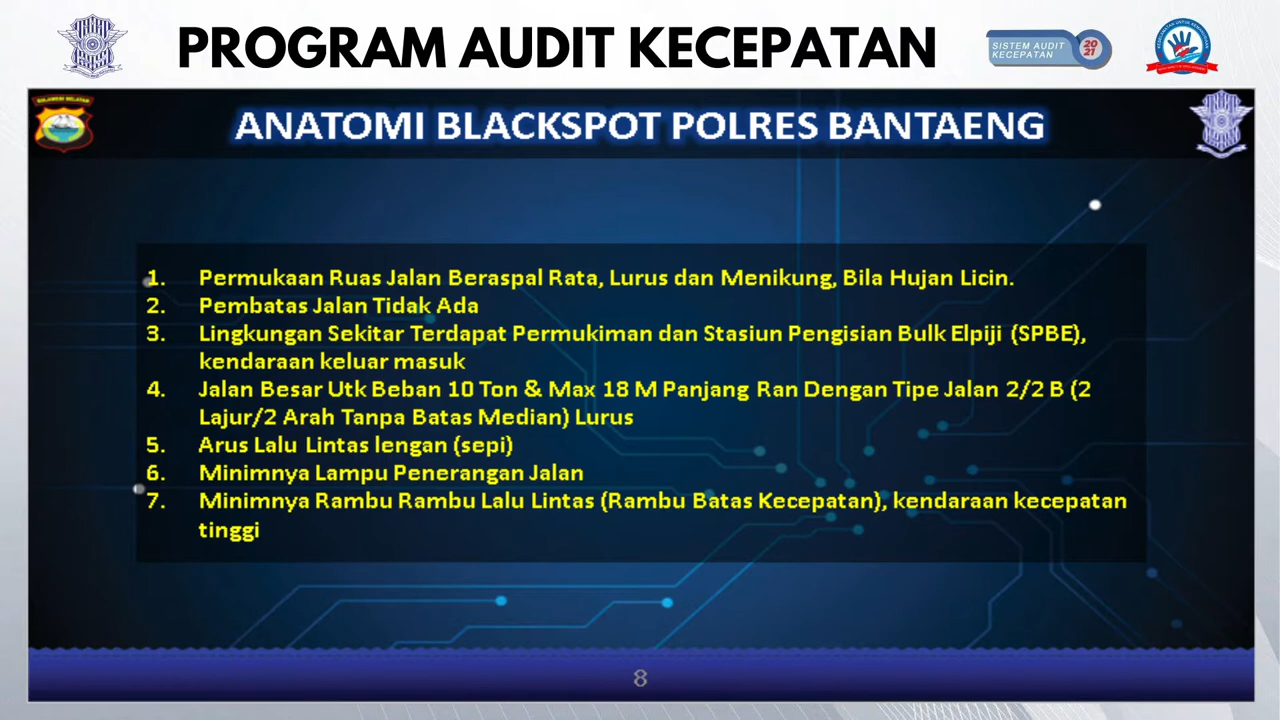 PROGRAM AUDIT KECEPATAN
SISTEM AUDIT
KECEPATAN
20
21
SULAWESI SELATAN
ANATOMI BLACKSPOT POLRES BANTAENG
1. Permukaan Ruas Jalan Beraspal Rata, Lurus dan Menikung, Bila Hujan Licin.
2. Pembatas Jalan Tidak Ada
3. Lingkungan Sekitar Terdapat Permukiman dan Stasiun Pengisian Bulk Elpiji (SPBE),
kendaraan keluar masuk
4. Jalan Besar Utk Beban 10 Ton & Max 18 M Panjang Ran Dengan Tipe Jalan 2/2 B (2
Lajur/2 Arah Tanpa Batas Median) Lurus
5. Arus Lalu Lintas lengan (sepi)
6. Minimnya Lampu Penerangan Jalan
7. Minimnya Rambu Rambu Lalu Lintas (Rambu Batas Kecepatan), kendaraan kecepatan
tinggi
8